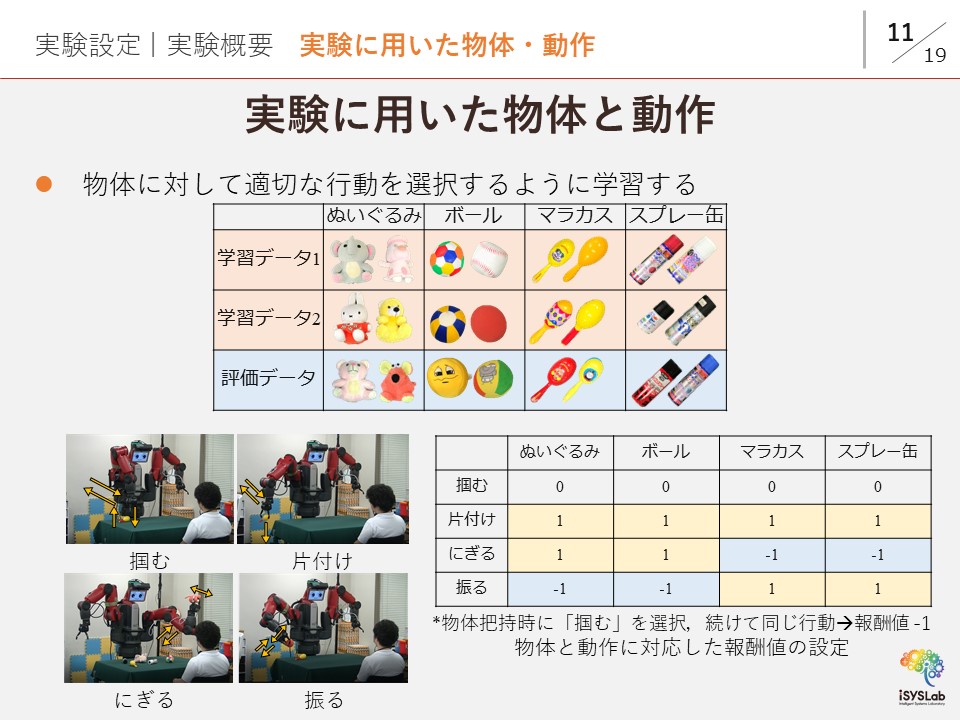 実験設定｜実験概要　実験に用いた物体・動作
11
19
実験に用いた物体と動作
● 物体に対して適切な行動を選択するように学習する
ぬいぐるみ ボール マラカス スプレー缶
学習データ1
学習データ2
評価データ
掴む 片付け
にぎる 振る
ぬいぐるみ ボール マラカス スプレー缶
掴む 0 0 0 0
片付け 1 1 1 1
にぎる 1 1 -1 -1
振る -1 -1 1 1
*物体把持時に「掴む」を選択，続けて同じ行動→報酬値 -1
物体と動作に対応した報酬値の設定
iSYSLab
Intelligent Systems Laboratory